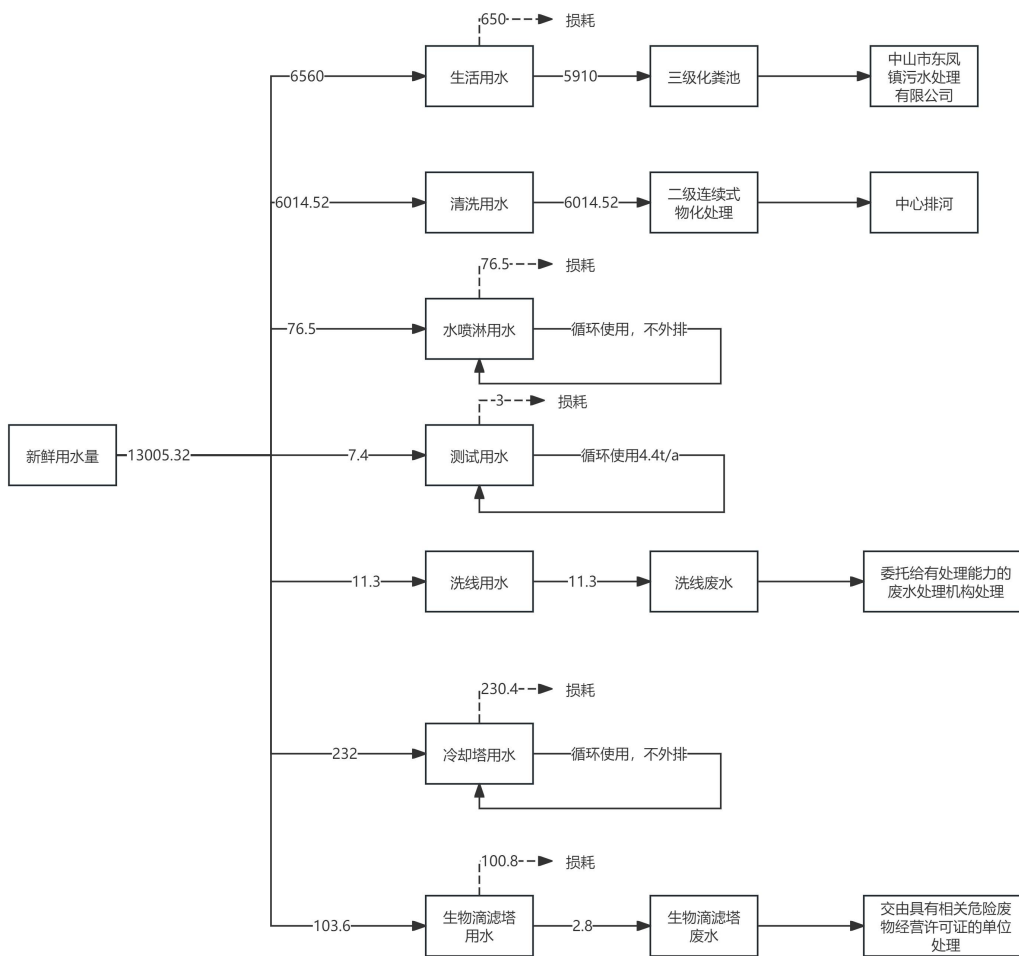 650
损耗
6560
生活用水
5910
三级化粪池
中山市东凤
镇污水处理
有限公司
6014.52
清洗用水
6014.52
二级连续式
物化处理
中心排河
76.5
损耗
76.5
水喷淋用水
循环使用，不外排
3
损耗
新鲜用水量
13005.32
7.4
测试用水
循环使用4.4t/a
11.3
洗线用水
11.3
洗线废水
委托给有处理能力的
废水处理机构处理
230.4
损耗
232
冷却塔用水
循环使用，不外排
100.8
损耗
103.6
生物滴滤塔
用水
2.8
生物滴滤塔
废水
交由具有相关危险废
物经营许可证的单位
处理